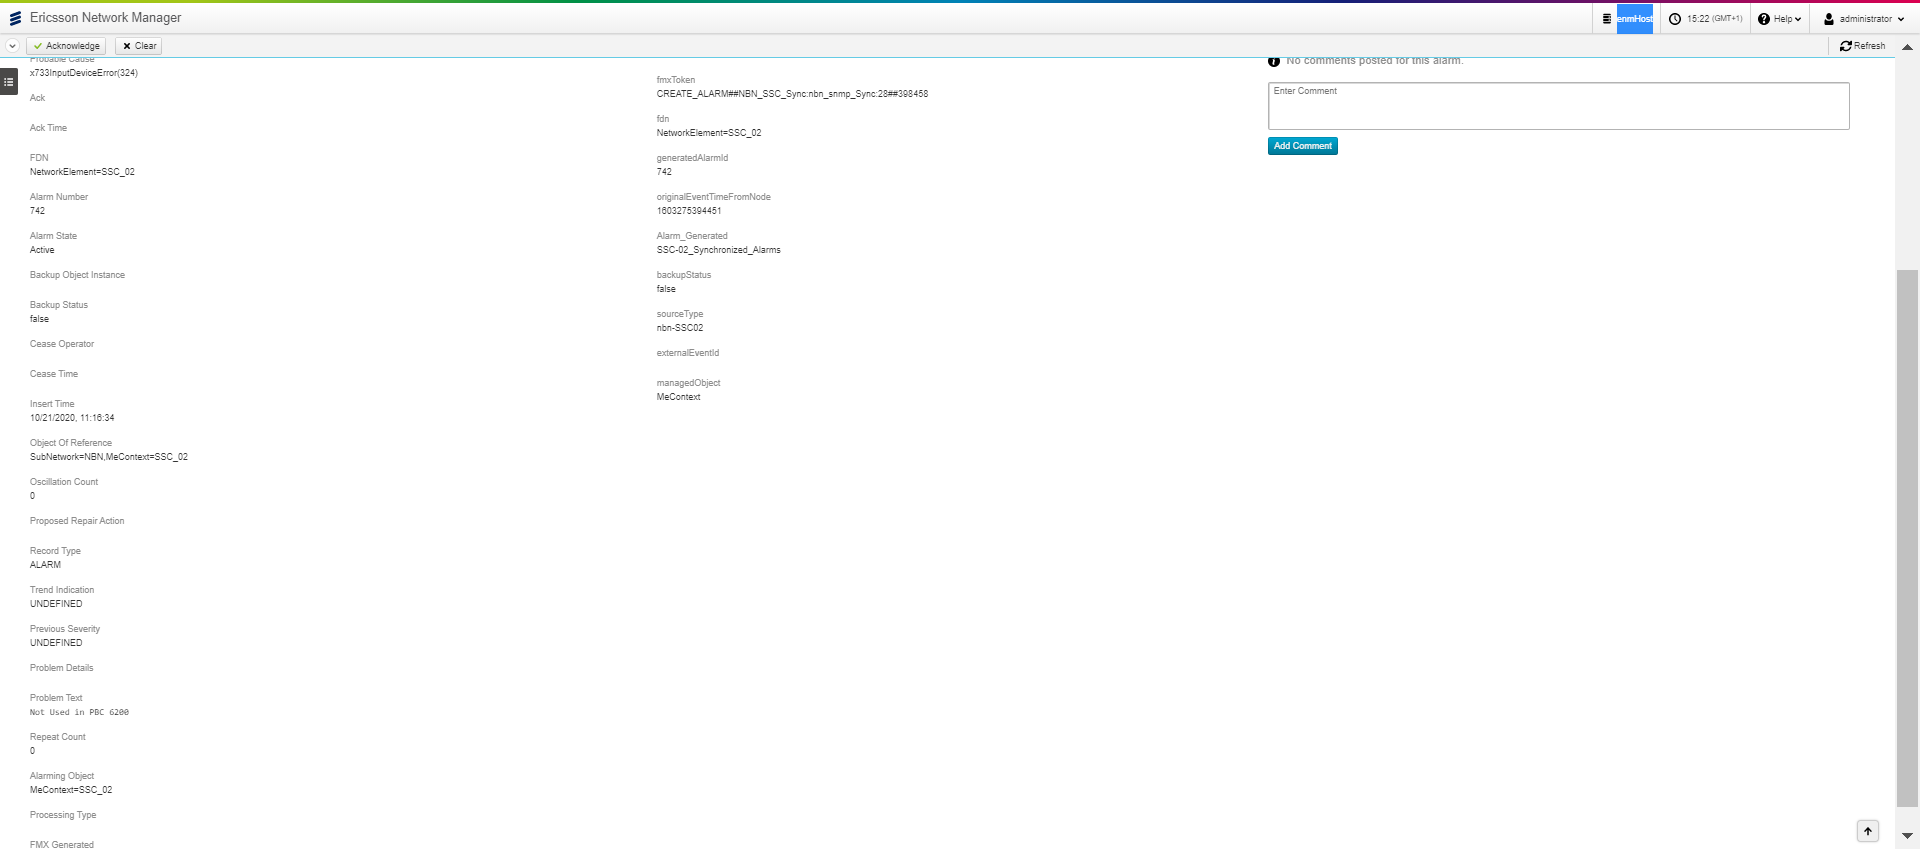 Ericsson Network Manager
enmHost
15:22 (GMT+1)
Help
administrator
Acknowledge
Clear
Refresh
Probable Cause
x733InputDeviceError(324)
Ack
Ack Time
FDN
NetworkElement=SSC_02
Alarm Number
742
Alarm State
Active
Backup Object Instance
Backup Status
false
Cease Operator
Cease Time
Insert Time
10/21/2020, 11:16:34
Object Of Reference
SubNetwork=NBN,MeContext=SSC_02
Oscillation Count
0
Proposed Repair Action
Record Type
ALARM
Trend Indication
UNDEFINED
Previous Severity
UNDEFINED
Problem Details
Problem Text
Not Used in PBC 6200
Repeat Count
0
Alarming Object
MeContext=SSC_02
Processing Type
FMX Generated
fmxToken
CREATE_ALARM##NBN_SSC_Sync:nbn_snmp_Sync:28##398458
fdn
NetworkElement=SSC_02
generatedAlarmId
742
originalEventTimeFromNode
1603275394451
Alarm_Generated
SSC-02_Synchronized_Alarms
backupStatus
false
sourceType
nbn-SSC02
externalEventId
managedObject
MeContext
No comments posted for this alarm.
Enter Comment
Add Comment